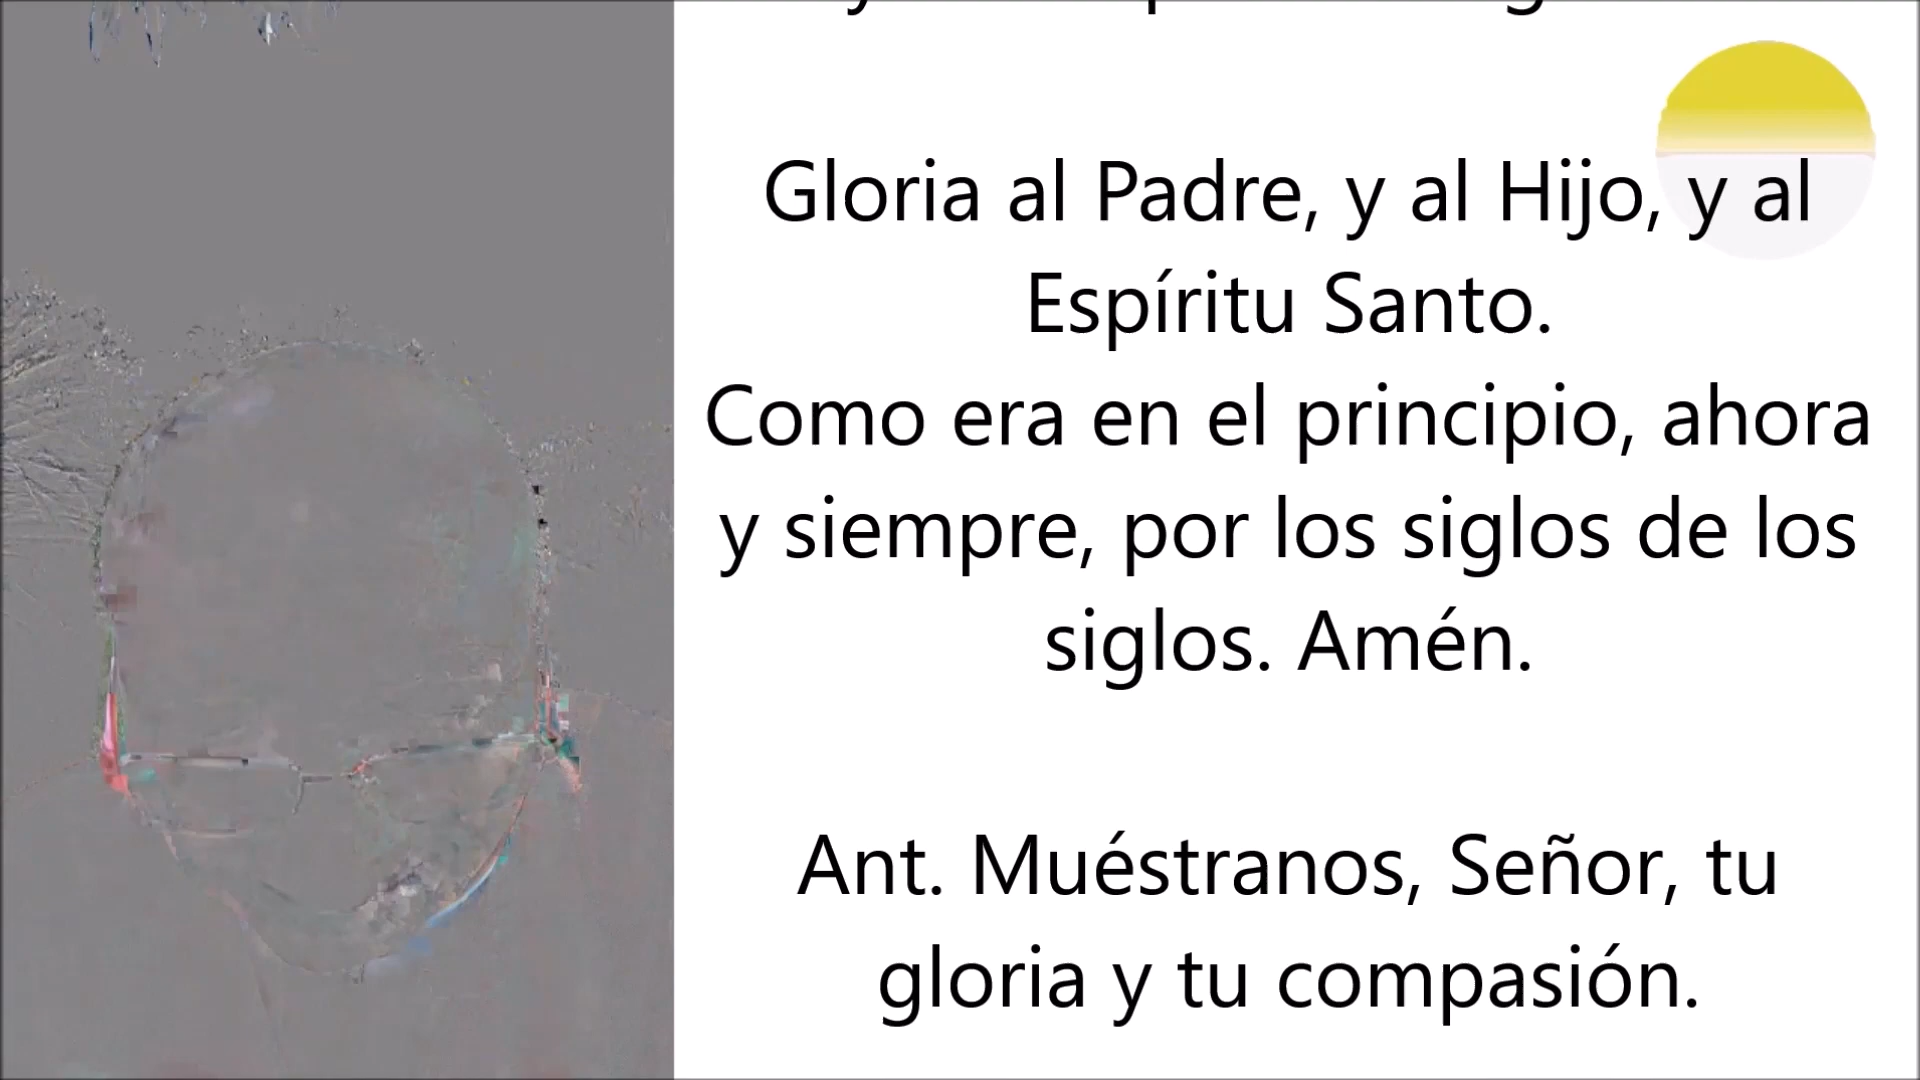 Gloria al Padre, y al Hijo, y al
Espíritu Santo.
Como era en el principio, ahora
y siempre, por los siglos de los
siglos. Amén.
Ant. Muéstranos, Señor, tu
gloria y tu compasión.